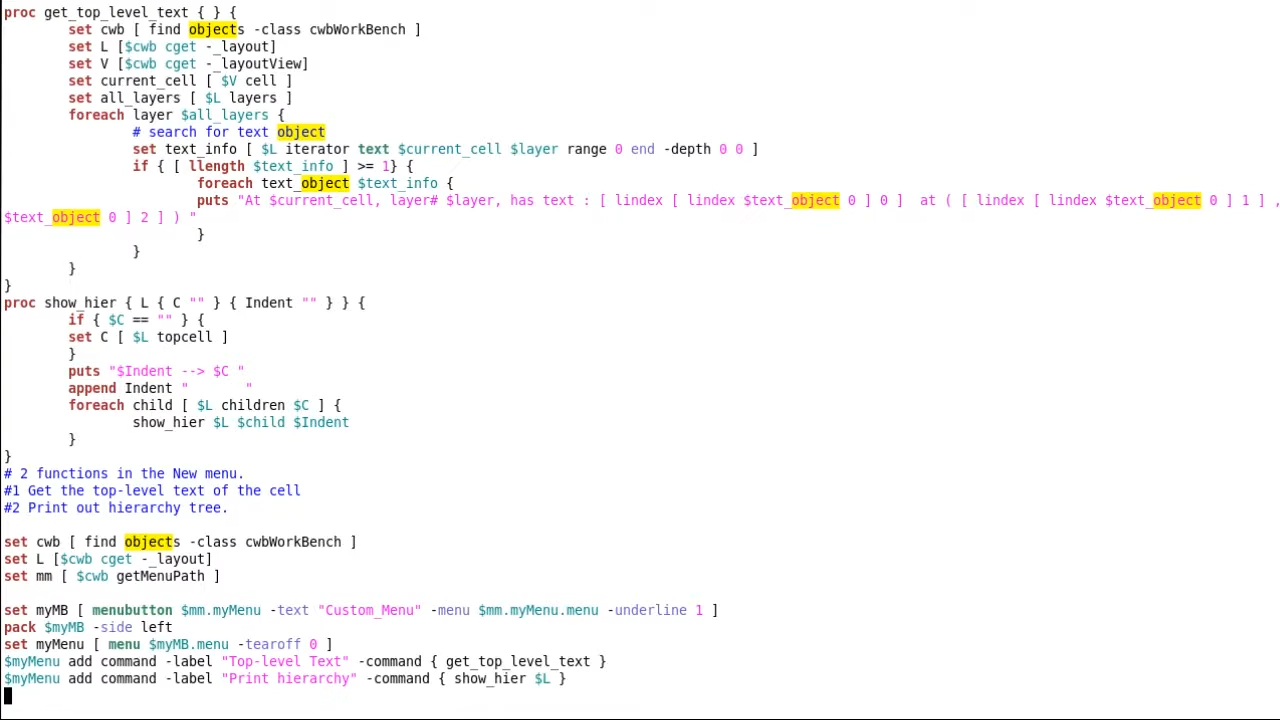 proc get_top_level_text { } {
        set cwb [ find objects -class cwbWorkBench ]
        set L [$cwb cget -_layout]
        set V [$cwb cget -_layoutView]
        set current_cell [ $V cell ]
        set all_layers [ $L layers ]
        foreach layer $all_layers {
                # search for text object
                set text_info [ $L iterator text $current_cell $layer range 0 end -depth 0 0 ]
                if { [ llength $text_info ] >= 1} {
                        foreach text_object $text_info {
                        puts "At $current_cell, layer# $layer, has text : [ lindex [ lindex $text_object 0 ] 0 ]  at ( [ lindex [ lindex $text_object 0 ] 1 ] ,
$text_object 0 ] 2 ] ) "
                        }
                }
        }
}
proc show_hier { L { C "" } { Indent "" } } {
        if { $C == "" } {
        set C [ $L topcell ]
        }
        puts "$Indent --> $C "
        append Indent "       "
        foreach child [ $L children $C ] {
                show_hier $L $child $Indent
        }
}
# 2 functions in the New menu.
#1 Get the top-level text of the cell
#2 Print out hierarchy tree.
set cwb [ find objects -class cwbWorkBench ]
set L [$cwb cget -_layout]
set mm [ $cwb getMenuPath ]
set myMB [ menubutton $mm.myMenu -text "Custom_Menu" -menu $mm.myMenu.menu -underline 1 ]
pack $myMB -side left
set myMenu [ menu $myMB.menu -tearoff 0 ]
$myMenu add command -label "Top-level Text" -command { get_top_level_text }
$myMenu add command -label "Print hierarchy" -command { show_hier $L }